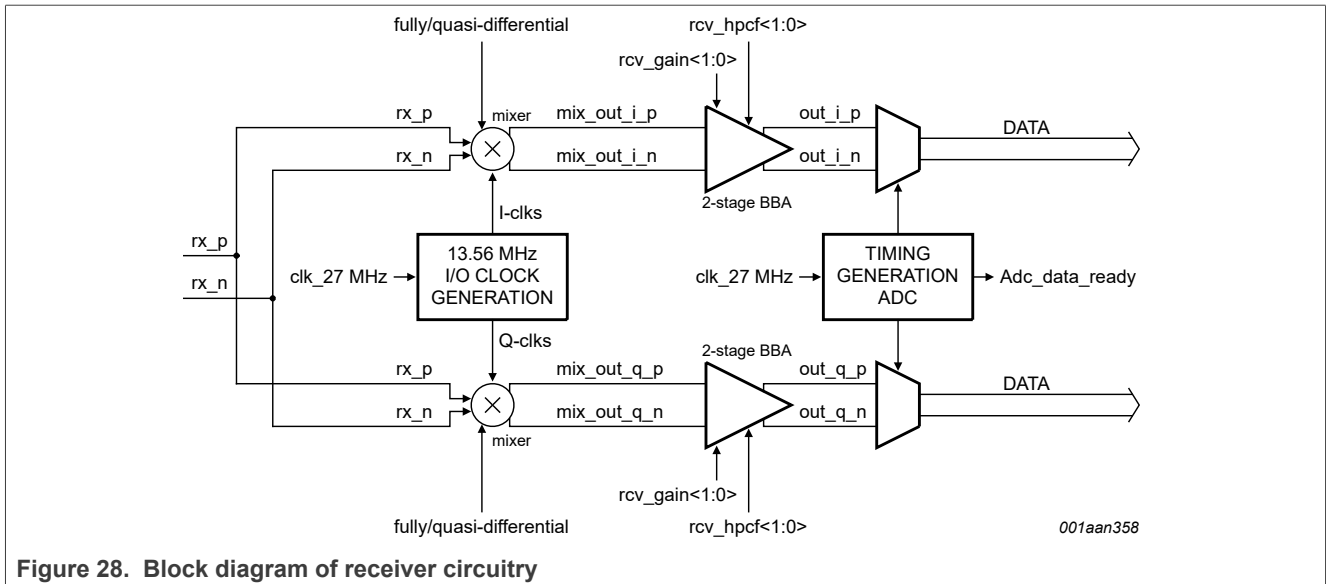 fully/quasi-differential
rcv_hpcf<1:0>
rcv_gain<1:0>
rx_p
mixer
mix_out_i_p
out_i_p
DATA
rx_n
mix_out_i_n
out_i_n
2-stage BBA
I-clks
rx_p
rx_n
clk_27 MHz
13.56 MHz
I/O CLOCK
GENERATION
clk_27 MHz
TIMING
GENERATION
ADC
Adc_data_ready
Q-clks
2-stage BBA
rx_p
mix_out_q_p
out_q_p
DATA
rx_n
mix_out_q_n
out_q_n
mixer
rcv_gain<1:0>
fully/quasi-differential
rcv_hpcf<1:0>
001aan358
Figure 28. Block diagram of receiver circuitry